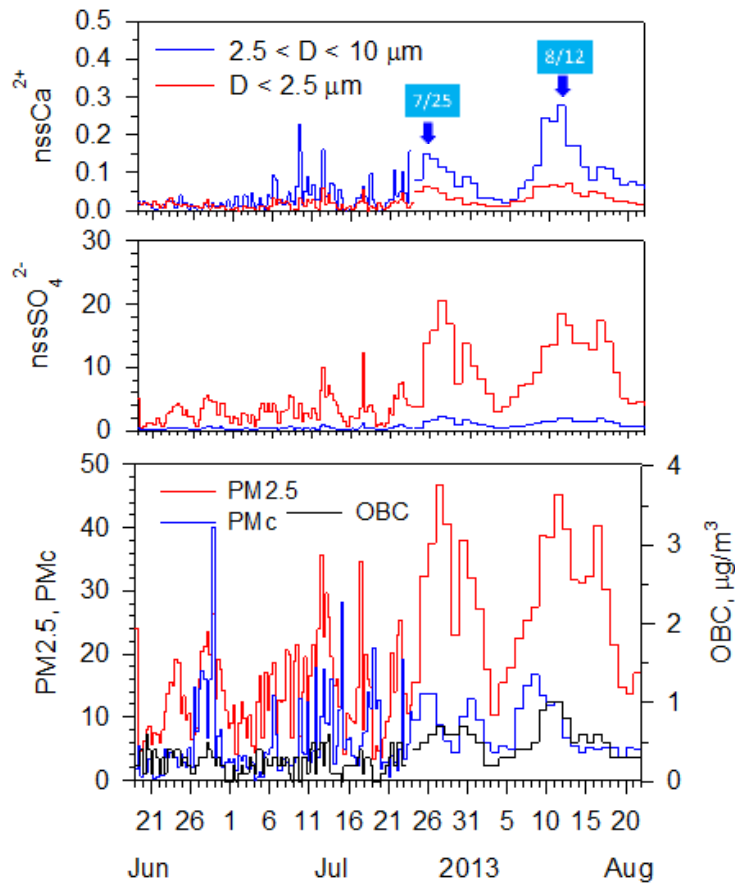 0.5
0.4
0.3
0.2
0.1
0.0
nssCa2+
2.5 < D < 10 μm
D < 2.5 μm
7/25
8/12
30
20
10
0
nssSO42-
50
40
30
20
10
0
PM2.5, PMc
PM2.5
PMc
OBC
4
3
2
1
0
OBC, μg/m3
21 26 1 6 11 16 21 26 31 5 10 15 20
Jun Jul 2013 Aug